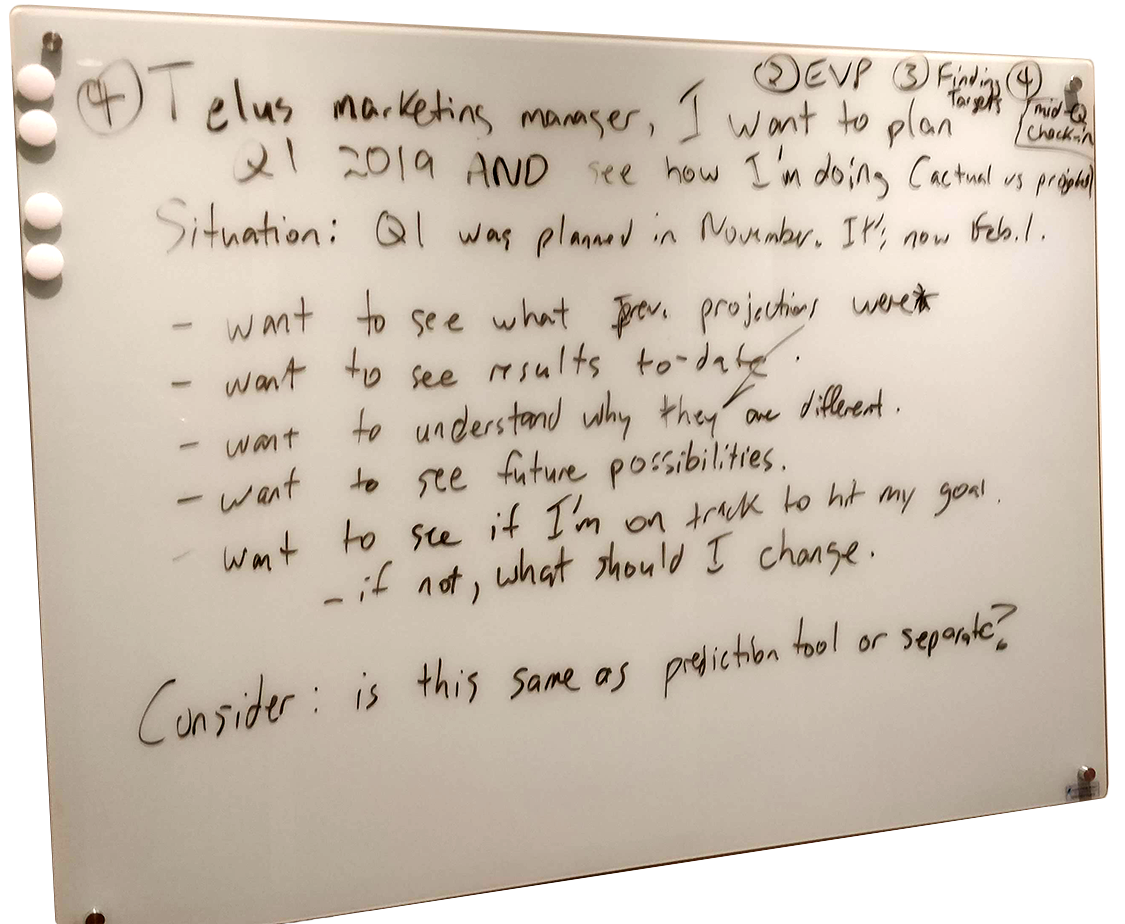 ② EVP ③ Finding Targets ④ mid-Q check-in
④ Telus marketing manager, I want to plan
Q1 2019 AND see how I'm doing (actual vs projected)
Situation: Q1 was planned in November. It's now Feb. 1.
- want to see what prev. projections were*
- want to see results to-date.
- want to understand why they are different.
- want to see future possibilities.
- want to see if I'm on track to hit my goal.
- if not, what should I change.
Consider: is this same as prediction tool or separate?